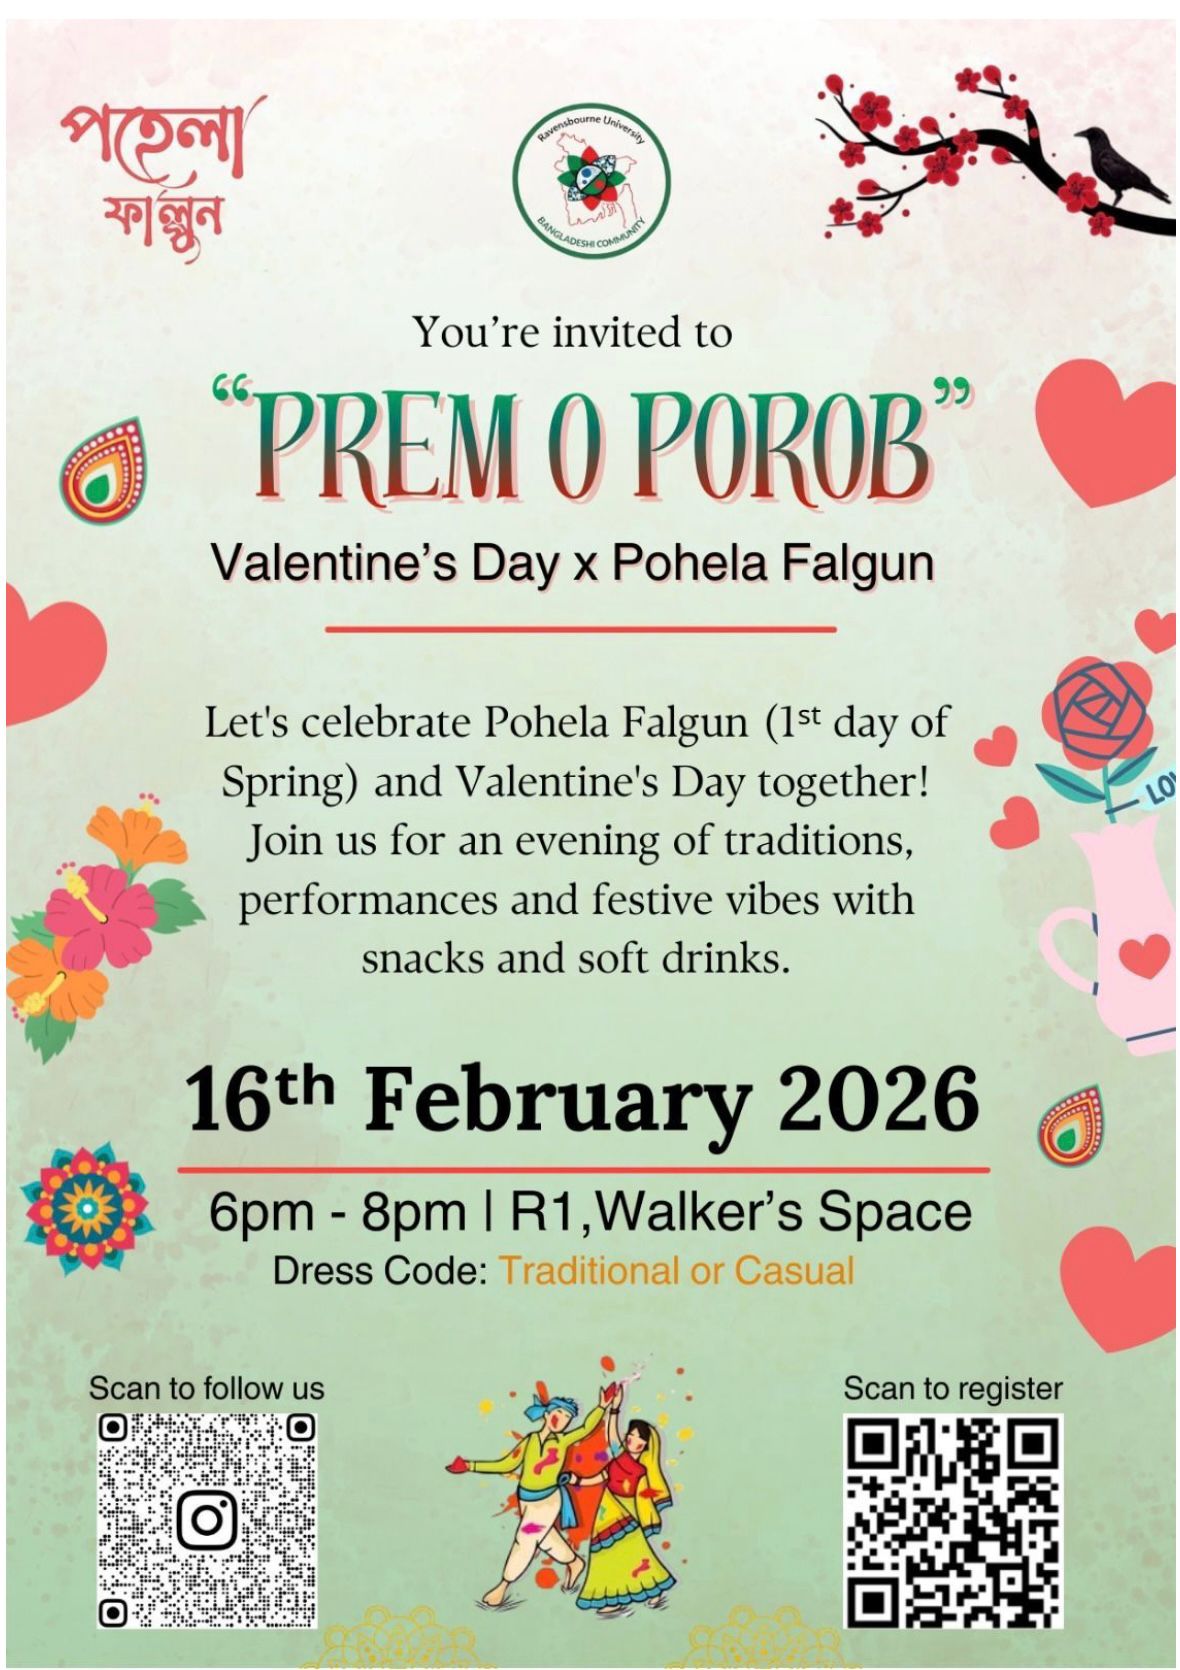 পহেলা
ফাল্গুন
Ravensbourne University
BANGLADESHI COMMUNITY
You're invited to
“PREM O POROB”
Valentine's Day x Pohela Falgun
Let's celebrate Pohela Falgun (1st day of
Spring) and Valentine's Day together!
Join us for an evening of traditions,
performances and festive vibes with
snacks and soft drinks.
16th February 2026
6pm - 8pm | R1,Walker's Space
Dress Code: Traditional or Casual
Scan to follow us
Scan to register